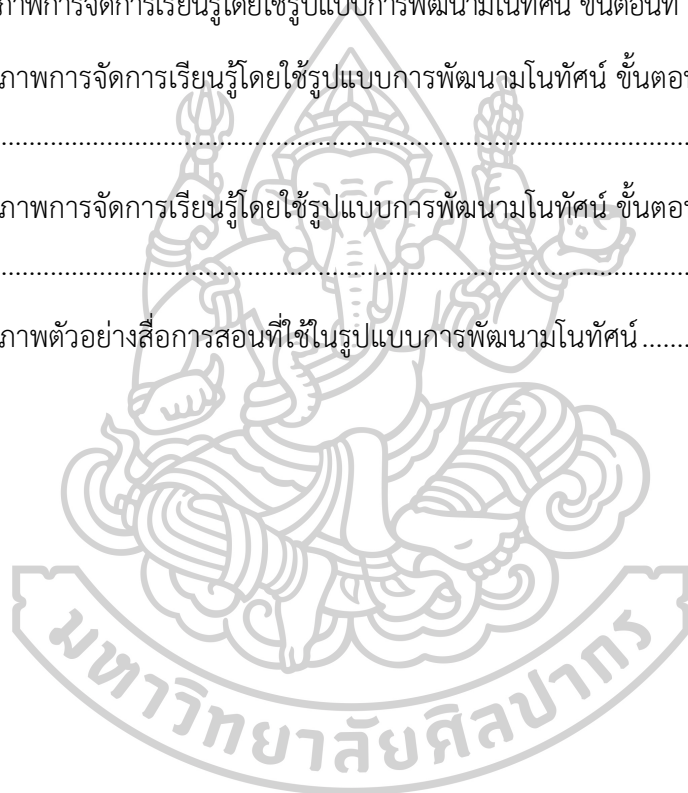 ภาพการจัดการเรียนรู้โดยใช้รูปแบบการพัฒนามโนทัศน์ ขั้นตอนที่
ภาพการจัดการเรียนรู้โดยใช้รูปแบบการพัฒนามโนทัศน์ ขั้นตอน
................................................................................
ภาพการจัดการเรียนรู้โดยใช้รูปแบบการพัฒนามโนทัศน์ ขั้นตอน
................................................................................
ภาพตัวอย่างสื่อการสอนที่ใช้ในรูปแบบการพัฒนามโนทัศน์ .......
มหาวิทยาลัยศิลปากร